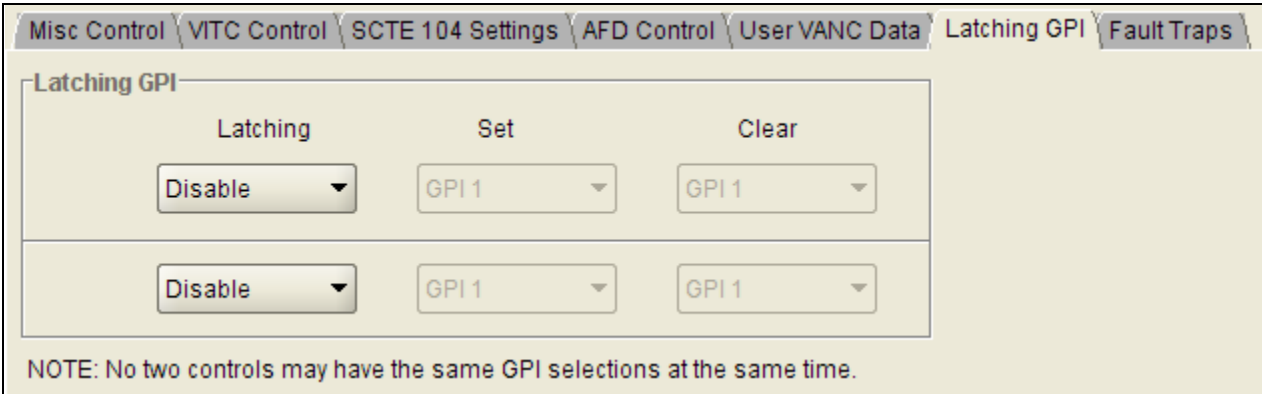 Misc Control VITC Control SCTE 104 Settings AFD Control User VANC Data Latching GPI Fault Traps
Latching GPI
Latching Set Clear
Disable GPI 1 GPI 1
Disable GPI 1 GPI 1
NOTE: No two controls may have the same GPI selections at the same time.